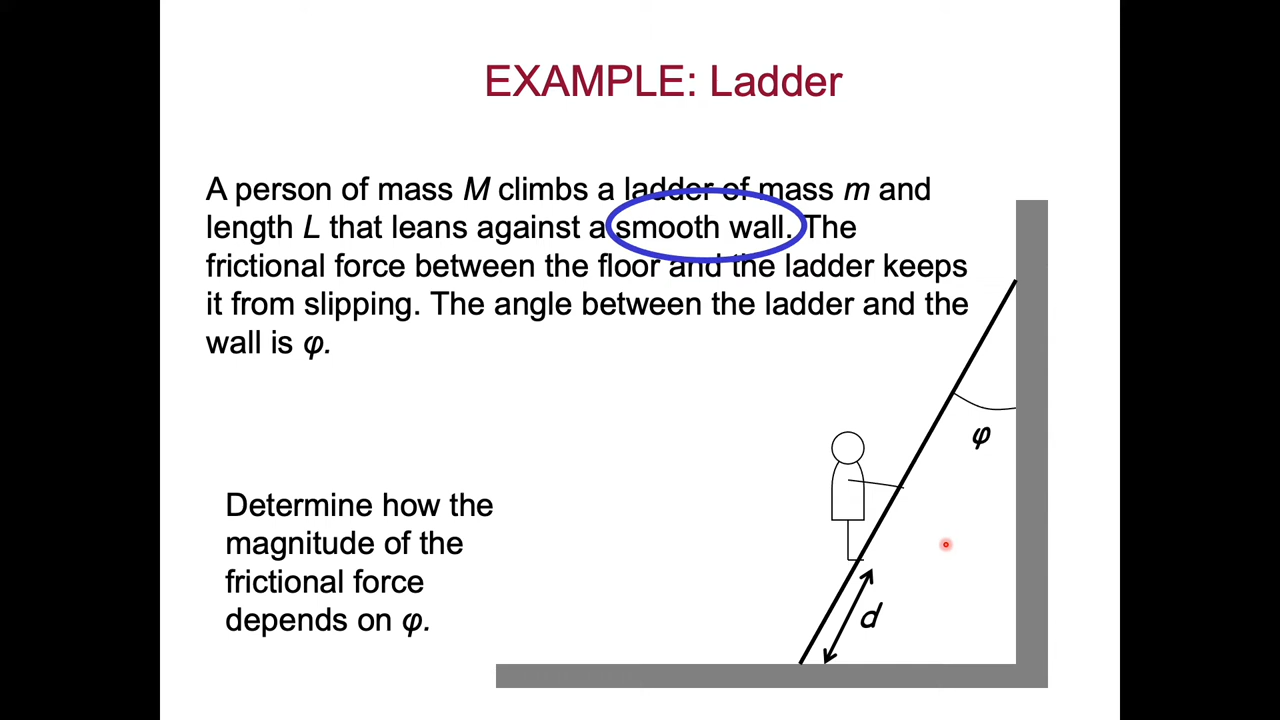 EXAMPLE: Ladder
A person of mass M climbs a ladder of mass m and
length L that leans against a smooth wall. The
frictional force between the floor and the ladder keeps
it from slipping. The angle between the ladder and the
wall is φ.
φ
Determine how the
magnitude of the
frictional force
depends on φ.
d